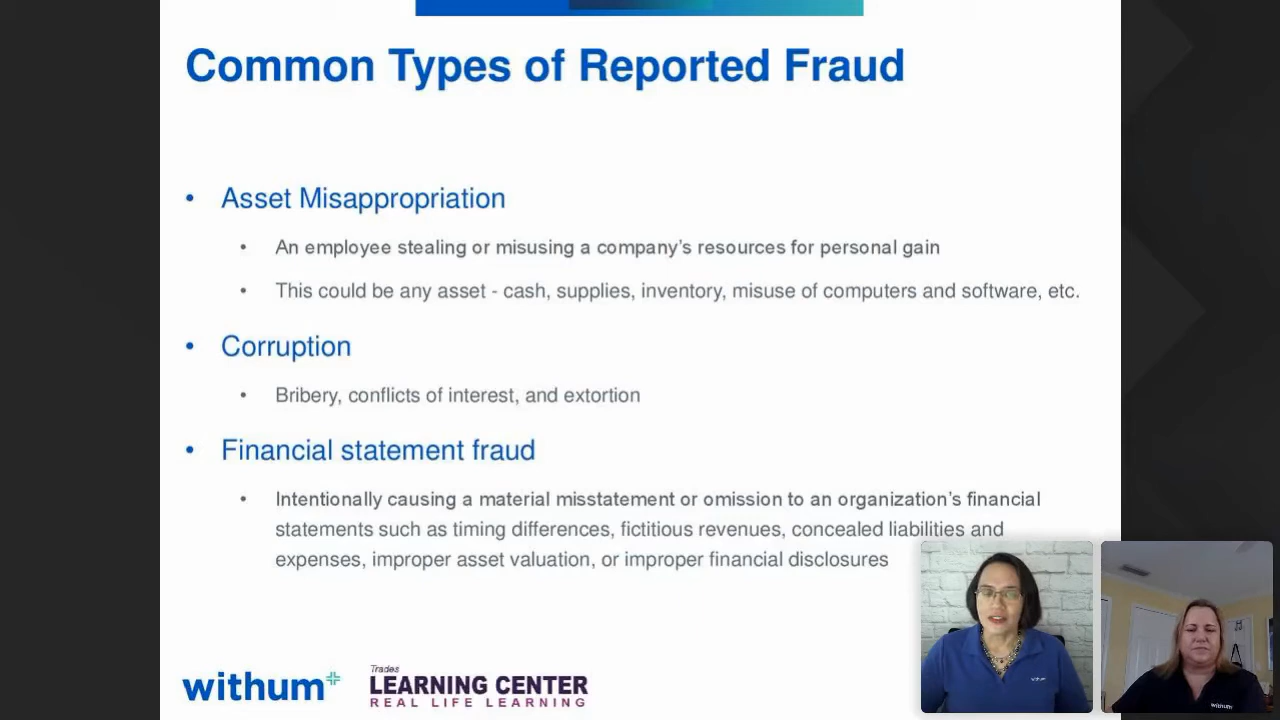 Common Types of Reported Fraud
• Asset Misappropriation
• An employee stealing or misusing a company’s resources for personal gain
• This could be any asset - cash, supplies, inventory, misuse of computers and software, etc.
• Corruption
• Bribery, conflicts of interest, and extortion
• Financial statement fraud
• Intentionally causing a material misstatement or omission to an organization’s financial
statements such as timing differences, fictitious revenues, concealed liabilities and
expenses, improper asset valuation, or improper financial disclosures
withum
Trades
LEARNING CENTER
REAL LIFE LEARNING
withum